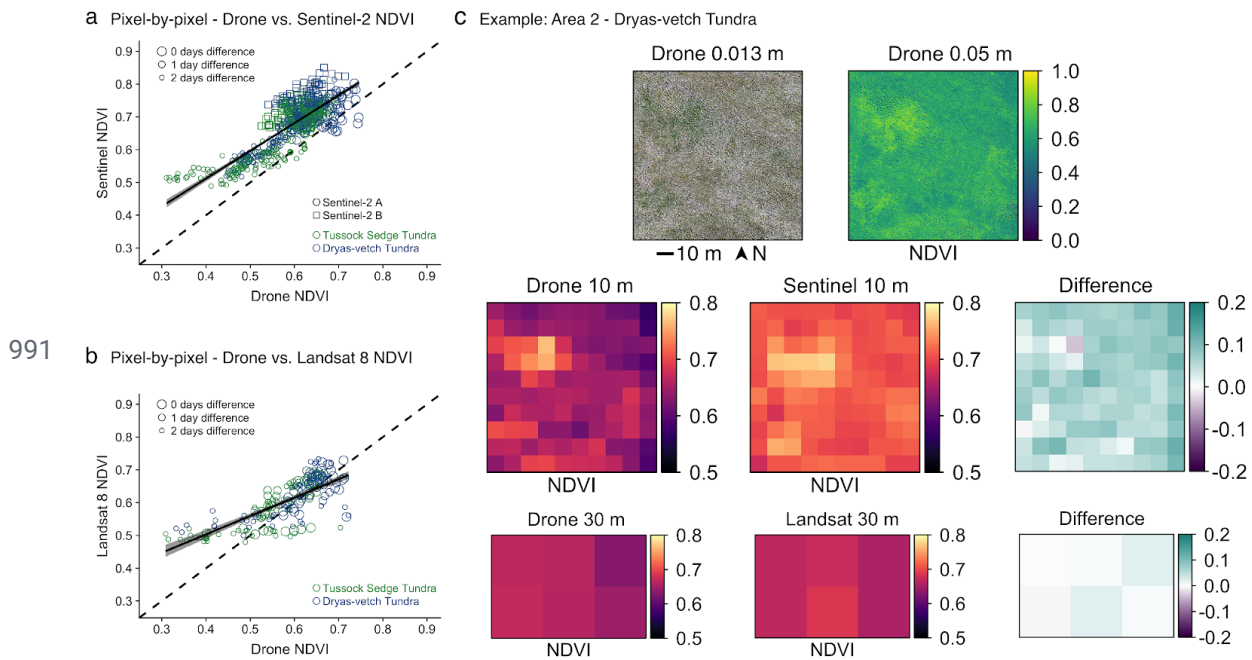 a Pixel-by-pixel - Drone vs. Sentinel-2 NDVI
0.9
0.8
0.7
0.6
0.5
0.4
0.3
Sentinel NDVI
0 days difference
1 day difference
2 days difference
Sentinel-2 A
Sentinel-2 B
Tussock Sedge Tundra
Dryas-vetch Tundra
0.3 0.4 0.5 0.6 0.7 0.8 0.9
Drone NDVI
991
b Pixel-by-pixel - Drone vs. Landsat 8 NDVI
0.9
0.8
0.7
0.6
0.5
0.4
0.3
Landsat 8 NDVI
0 days difference
1 day difference
2 days difference
Tussock Sedge Tundra
Dryas-vetch Tundra
0.3 0.4 0.5 0.6 0.7 0.8 0.9
Drone NDVI
c Example: Area 2 - Dryas-vetch Tundra
Drone 0.013 m
10 m N
Drone 0.05 m
1.0
0.8
0.6
0.4
0.2
0.0
NDVI
Drone 10 m
0.8
0.7
0.6
0.5
NDVI
Sentinel 10 m
0.8
0.7
0.6
0.5
NDVI
Difference
0.2
0.1
0.0
-0.1
-0.2
Drone 30 m
0.8
0.7
0.6
0.5
NDVI
Landsat 30 m
0.8
0.7
0.6
0.5
NDVI
Difference
0.2
0.1
0.0
-0.1
-0.2